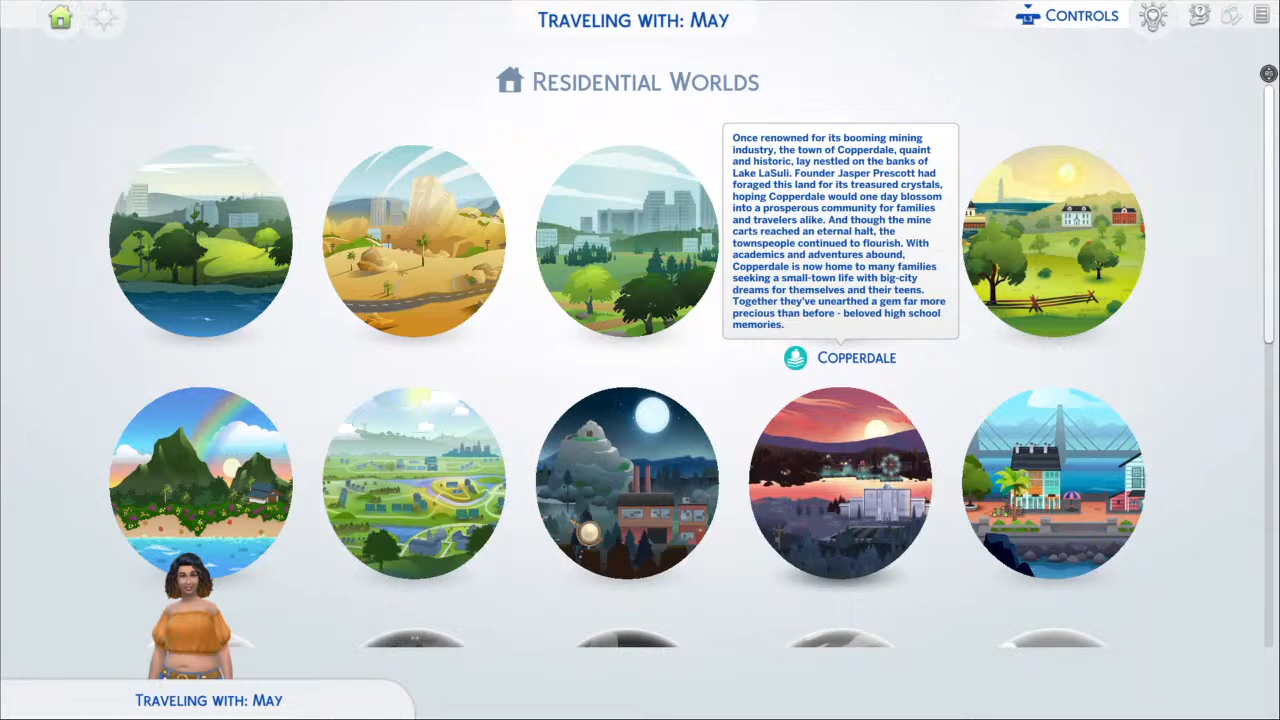 TRAVELING WITH: MAY
CONTROLS
L3
?
RESIDENTIAL WORLDS
RS
Once renowned for its booming mining
industry, the town of Copperdale, quaint
and historic, lay nestled on the banks of
Lake LaSuli. Founder Jasper Prescott had
foraged this land for its treasured crystals,
hoping Copperdale would one day blossom
into a prosperous community for families
and travelers alike. And though the mine
carts reached an eternal halt, the
townspeople continued to flourish. With
academics and adventures abound,
Copperdale is now home to many families
seeking a small-town life with big-city
dreams for themselves and their teens.
Together they've unearthed a gem far more
precious than before - beloved high school
memories.
COPPERDALE
TRAVELING WITH: MAY